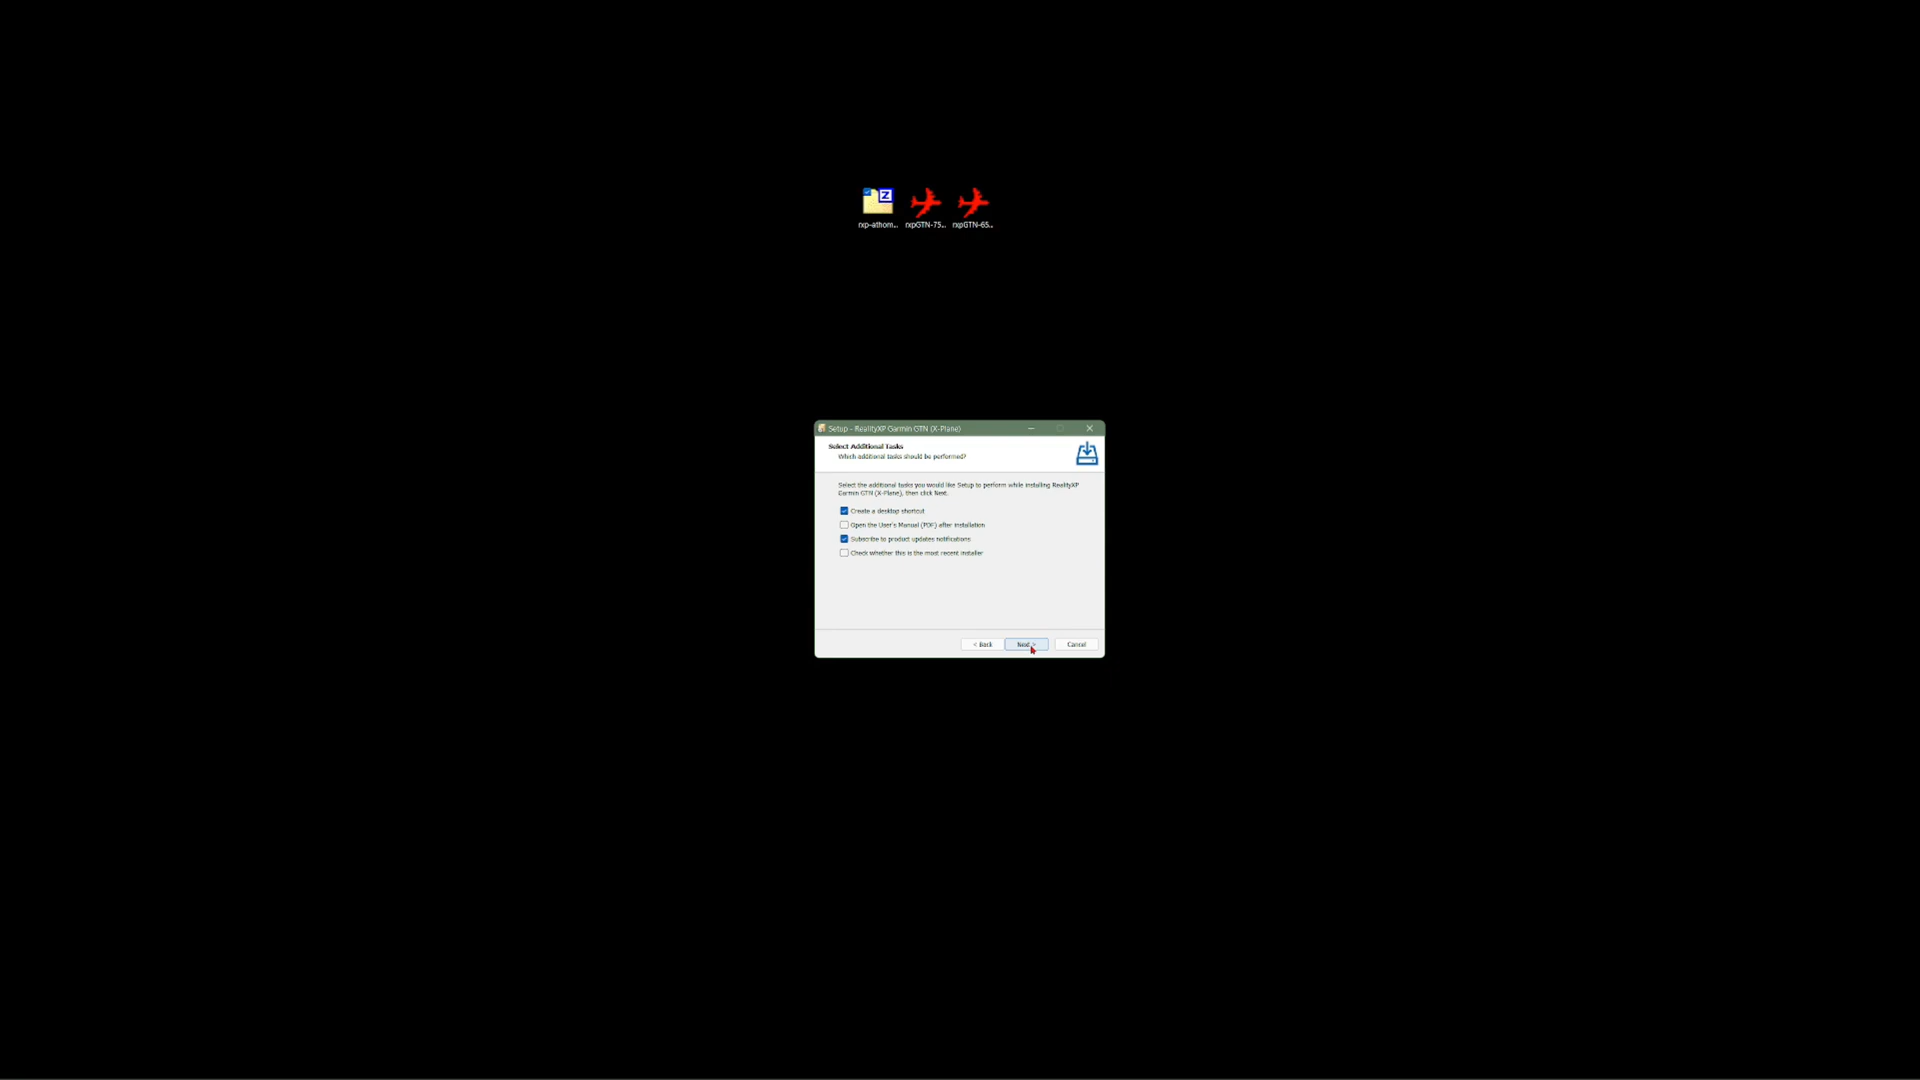 rxp-athom...
rxpGTN-75...
rxpGTN-65...
Setup - RealityXP Garmin GTN (X-Plane)
Select Additional Tasks
Which additional tasks should be performed?
Select the additional tasks you would like Setup to perform while installing RealityXP
Garmin GTN (X-Plane), then click Next.
Create a desktop shortcut
Open the User's Manual (PDF) after installation
Subscribe to product updates notifications
Check whether this is the most recent installer
< Back
Next >
Cancel